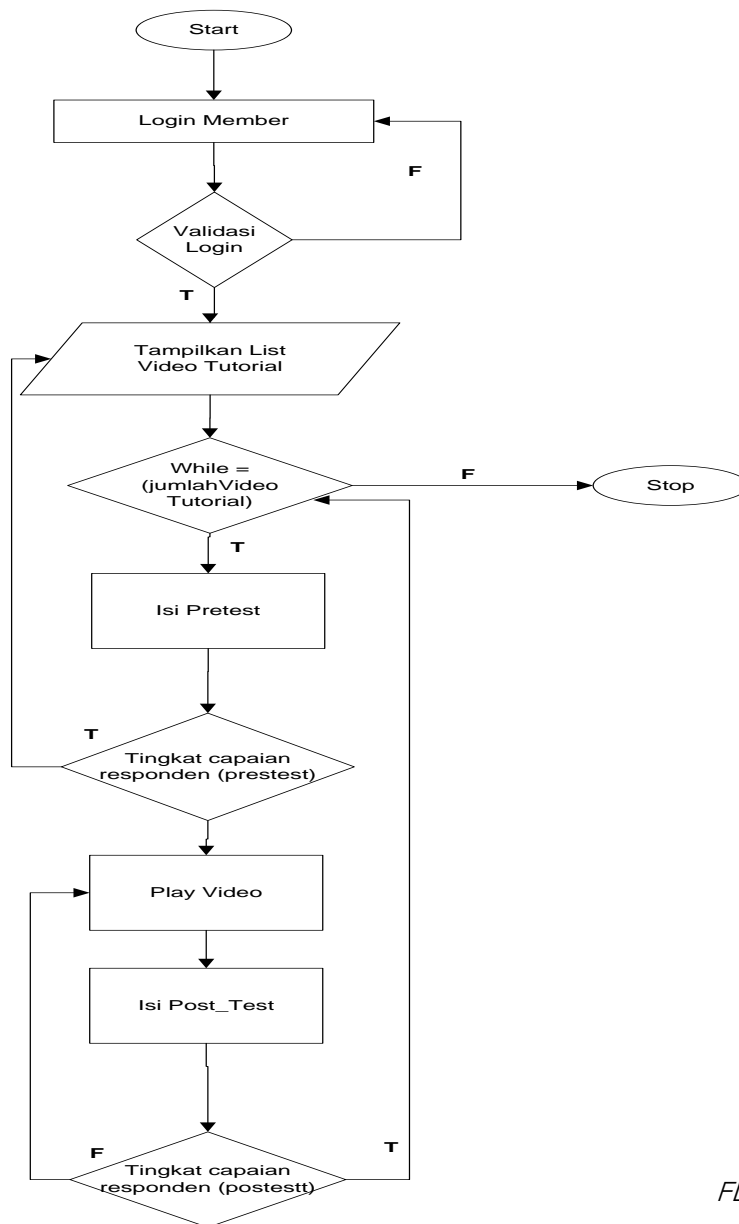 Start
Login Member
F
Validasi
Login
T
Tampilkan List
Video Tutorial
While =
(jumlahVideo
Tutorial)
F
Stop
T
Isi Pretest
T
Tingkat capaian
responden (prestest)
Play Video
Isi Post_Test
F
T
Tingkat capaian
responden (postestt)